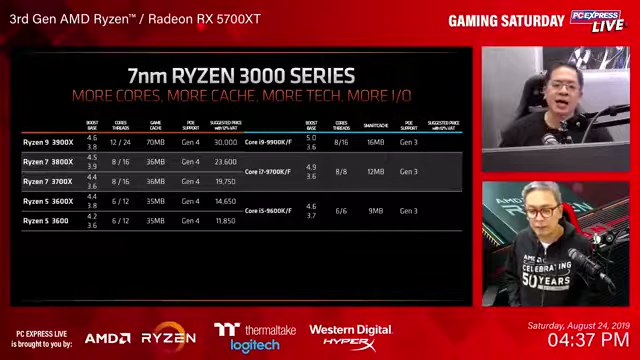 3rd Gen AMD Ryzen™ / Radeon RX 5700XT
GAMING SATURDAY
PC EXPRESS
LIVE
7nm RYZEN 3000 SERIES
MORE CORES, MORE CACHE, MORE TECH, MORE I/O
BOOST BASE CORES THREADS GAME CACHE PCIE SUPPORT SUGGESTED PRICE with 12% VAT BOOST BASE CORES THREADS SMARTCACHE PCIE SUPPORT SUGGESTED PRICE with 12% VAT
Ryzen 9 3900X 4.6 3.8 12 / 24 70MB Gen 4 30,000 Core i9-9900K/F 5.0 3.6 8/16 16MB Gen 3
Ryzen 7 3800X 4.5 3.9 8 / 16 36MB Gen 4 23,600
Core i7-9700K/F 4.9 3.6 8/8 12MB Gen 3
Ryzen 7 3700X 4.4 3.6 8 / 16 36MB Gen 4 19,750
Ryzen 5 3600X 4.4 3.8 6 / 12 35MB Gen 4 14,650 Core i5-9600K/F 4.6 3.7 6/6 9MB Gen 3
Ryzen 5 3600 4.2 3.6 6 / 12 35MB Gen 4 11,850
AMD
CELEBRATING
50 YEARS
PC EXPRESS LIVE
is brought to you by:
AMD
RYZEN
thermaltake
logitech
Western Digital
HYPERX
Saturday, August 24, 2019
04:37 PM